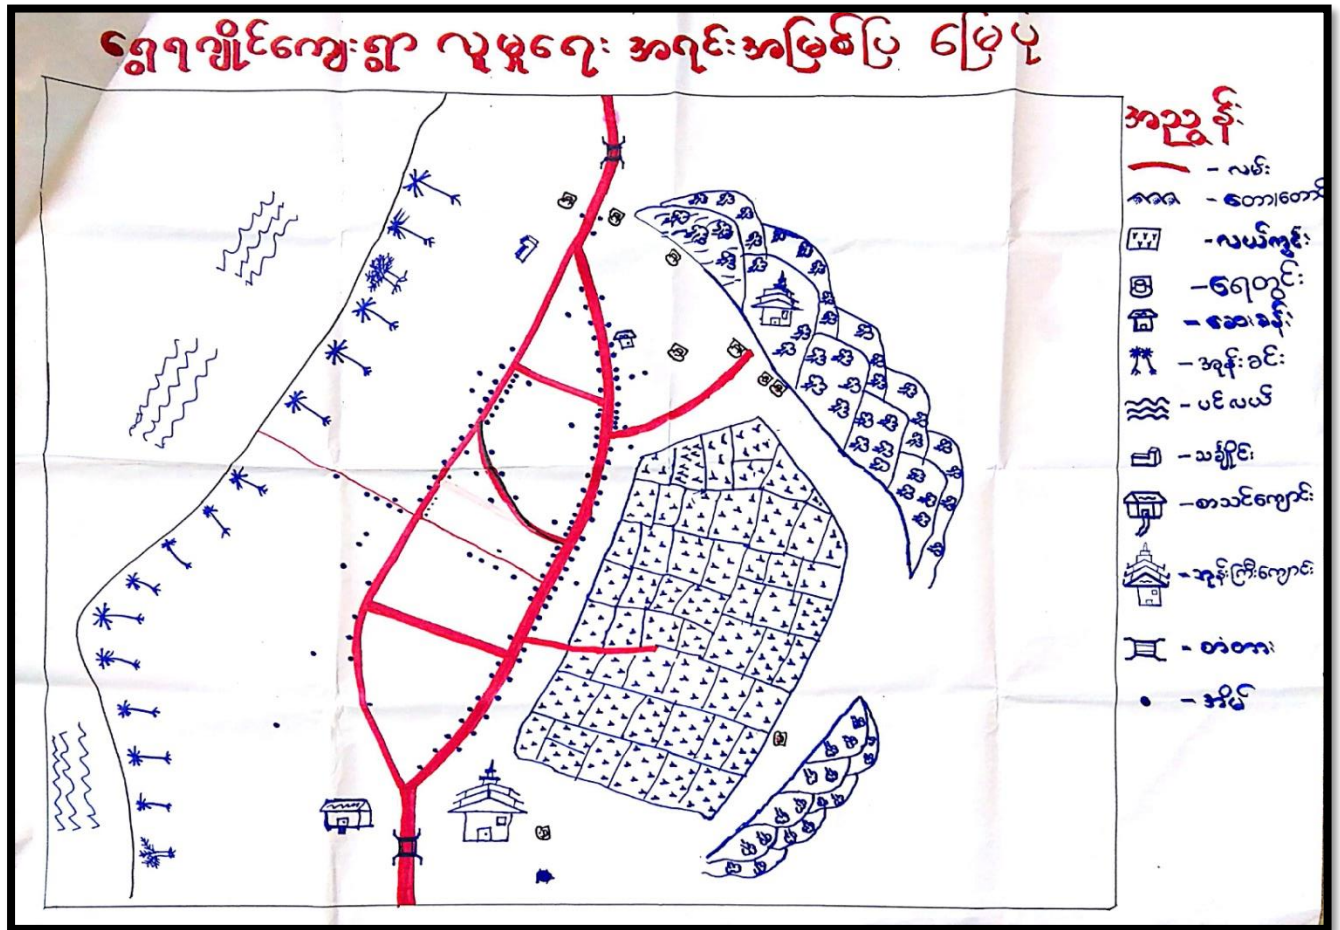 ရွှေရဂျိုင်ကျေးရွာ လူမှုရေး အရင်းအမြစ်ပြ မြေပုံ
အညွှန်း
- လမ်း
- တောတောင်
- လယ်ကွင်း
- ရေတွင်း
- ဆေးခန်း
- အုန်းခင်း
- ပင်လယ်
- သချိုင်း
- စာသင်ကျောင်း
- ဘုန်းကြီးကျောင်း
- တံတား
- အိမ်